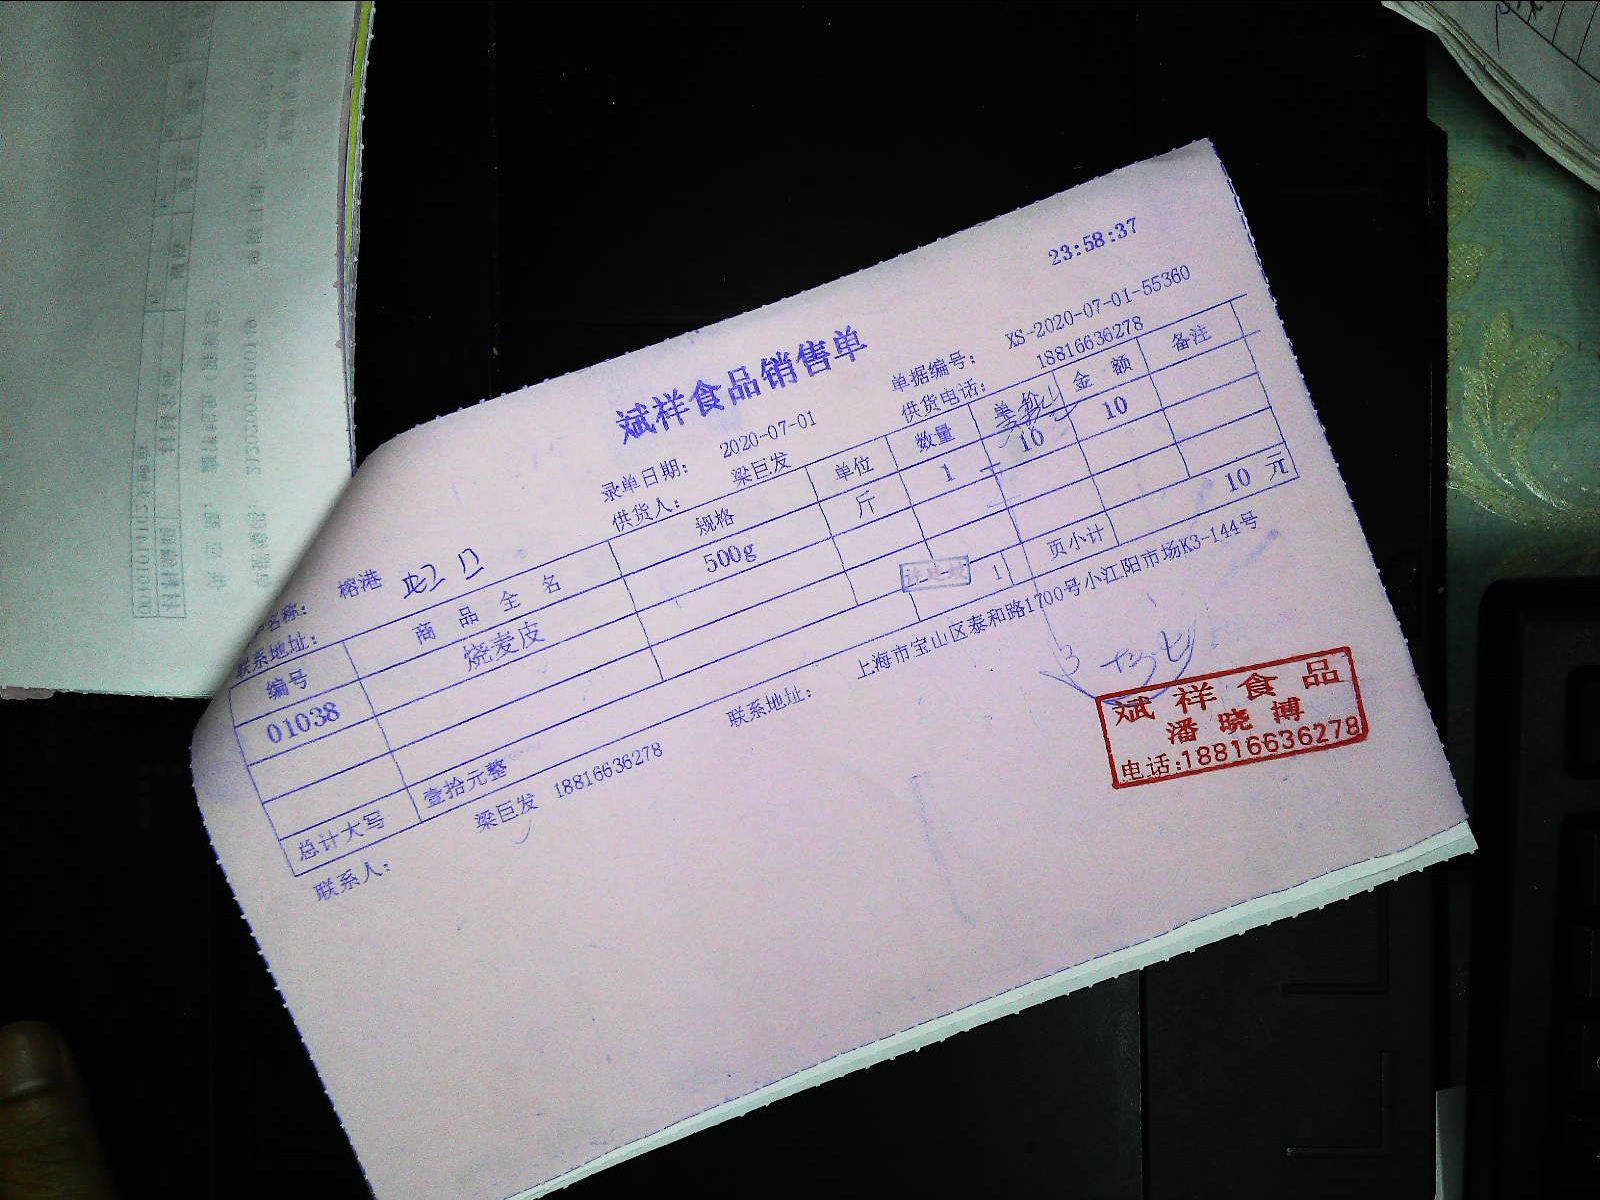 23:58:37
斌祥食品销售单
录单日期： 2020-07-01 单据编号： XS-2020-07-01-55360
名称： 榕港 供货人： 梁巨发 供货电话： 18816636278
联系地址：
编号 商品全名 规格 单位 数量 单价 金额 备注
01038 烧麦皮 500g 斤 1 10 10
总计大写 壹拾元整 1 页小计 10 元
联系人： 梁巨发 18816636278 联系地址： 上海市宝山区泰和路1700号小江阳市场K3-144号
斌祥食品
潘晓博
电话:18816636278